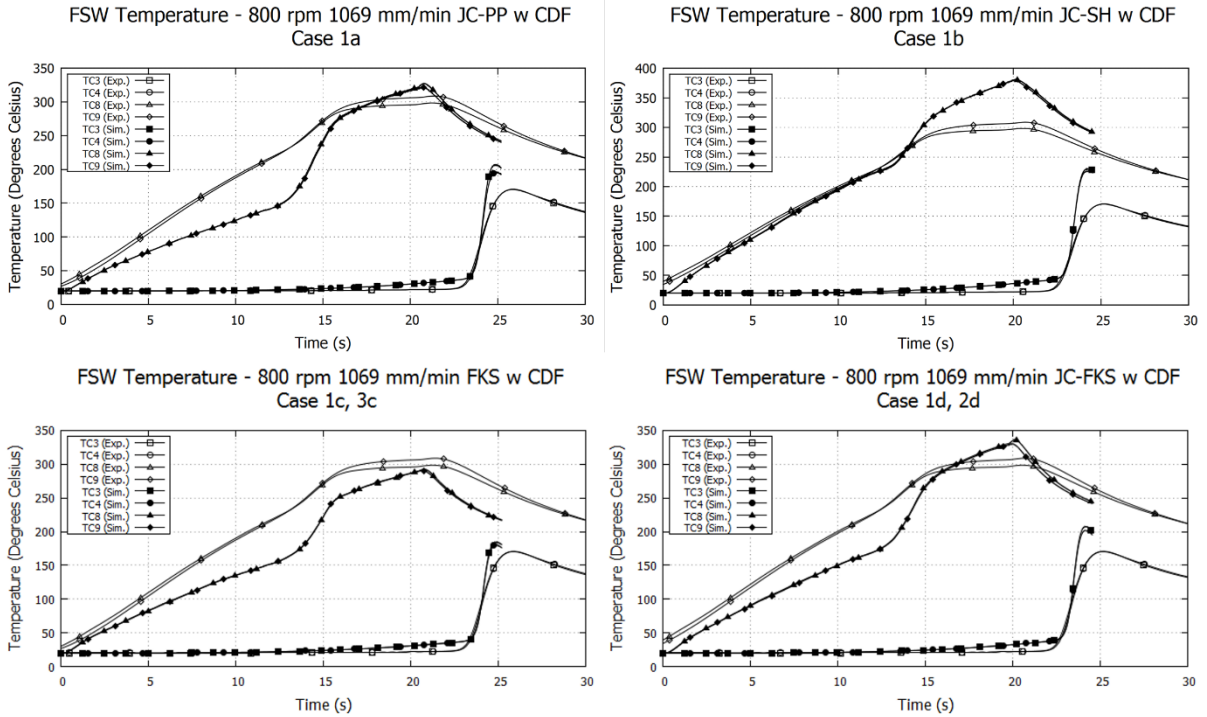 FSW Temperature - 800 rpm 1069 mm/min JC-PP w CDF
Case 1a
Temperature (Degrees Celsius)
350
300
250
200
150
100
50
0
TC3 (Exp.)
TC4 (Exp.)
TC8 (Exp.)
TC9 (Exp.)
TC3 (Sim.)
TC4 (Sim.)
TC8 (Sim.)
TC9 (Sim.)
0 5 10 15 20 25 30
Time (s)
FSW Temperature - 800 rpm 1069 mm/min JC-SH w CDF
Case 1b
Temperature (Degrees Celsius)
400
350
300
250
200
150
100
50
0
TC3 (Exp.)
TC4 (Exp.)
TC8 (Exp.)
TC9 (Exp.)
TC3 (Sim.)
TC4 (Sim.)
TC8 (Sim.)
TC9 (Sim.)
0 5 10 15 20 25 30
Time (s)
FSW Temperature - 800 rpm 1069 mm/min FKS w CDF
Case 1c, 3c
Temperature (Degrees Celsius)
350
300
250
200
150
100
50
0
TC3 (Exp.)
TC4 (Exp.)
TC8 (Exp.)
TC9 (Exp.)
TC3 (Sim.)
TC4 (Sim.)
TC8 (Sim.)
TC9 (Sim.)
0 5 10 15 20 25 30
Time (s)
FSW Temperature - 800 rpm 1069 mm/min JC-FKS w CDF
Case 1d, 2d
Temperature (Degrees Celsius)
350
300
250
200
150
100
50
0
TC3 (Exp.)
TC4 (Exp.)
TC8 (Exp.)
TC9 (Exp.)
TC3 (Sim.)
TC4 (Sim.)
TC8 (Sim.)
TC9 (Sim.)
0 5 10 15 20 25 30
Time (s)